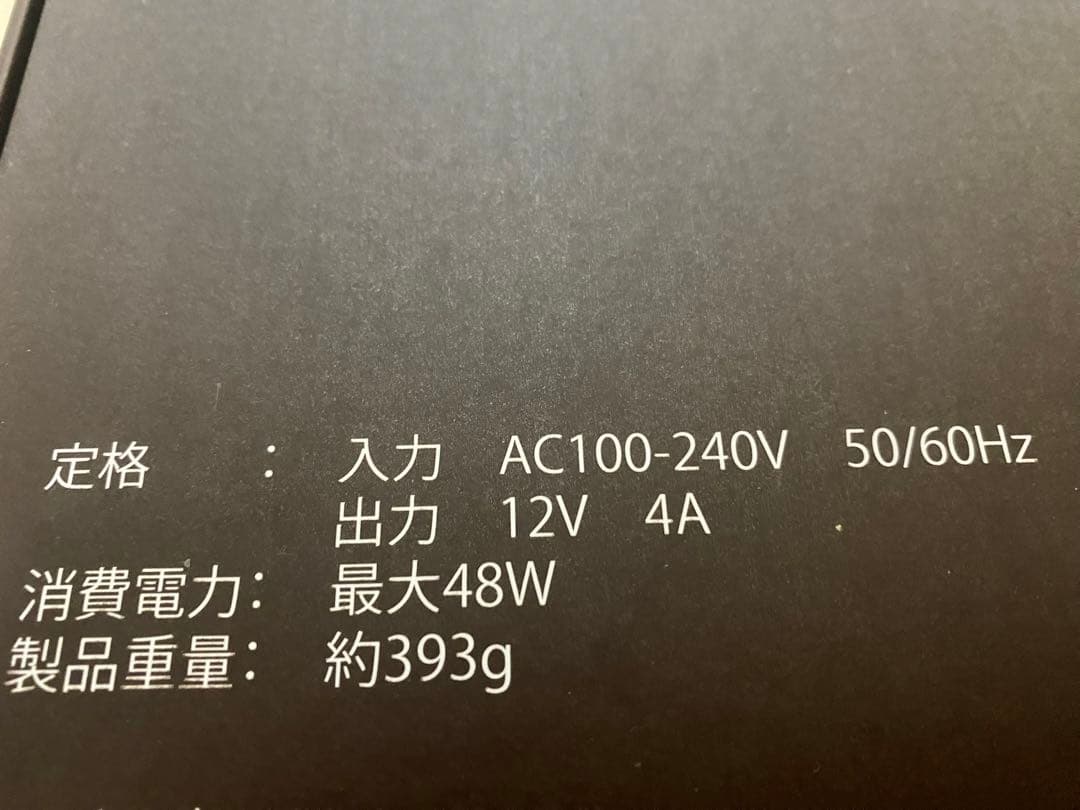 定格 : 入力 AC100-240V 50/60Hz
出力 12V 4A
消費電力: 最大48W
製品重量: 約393g